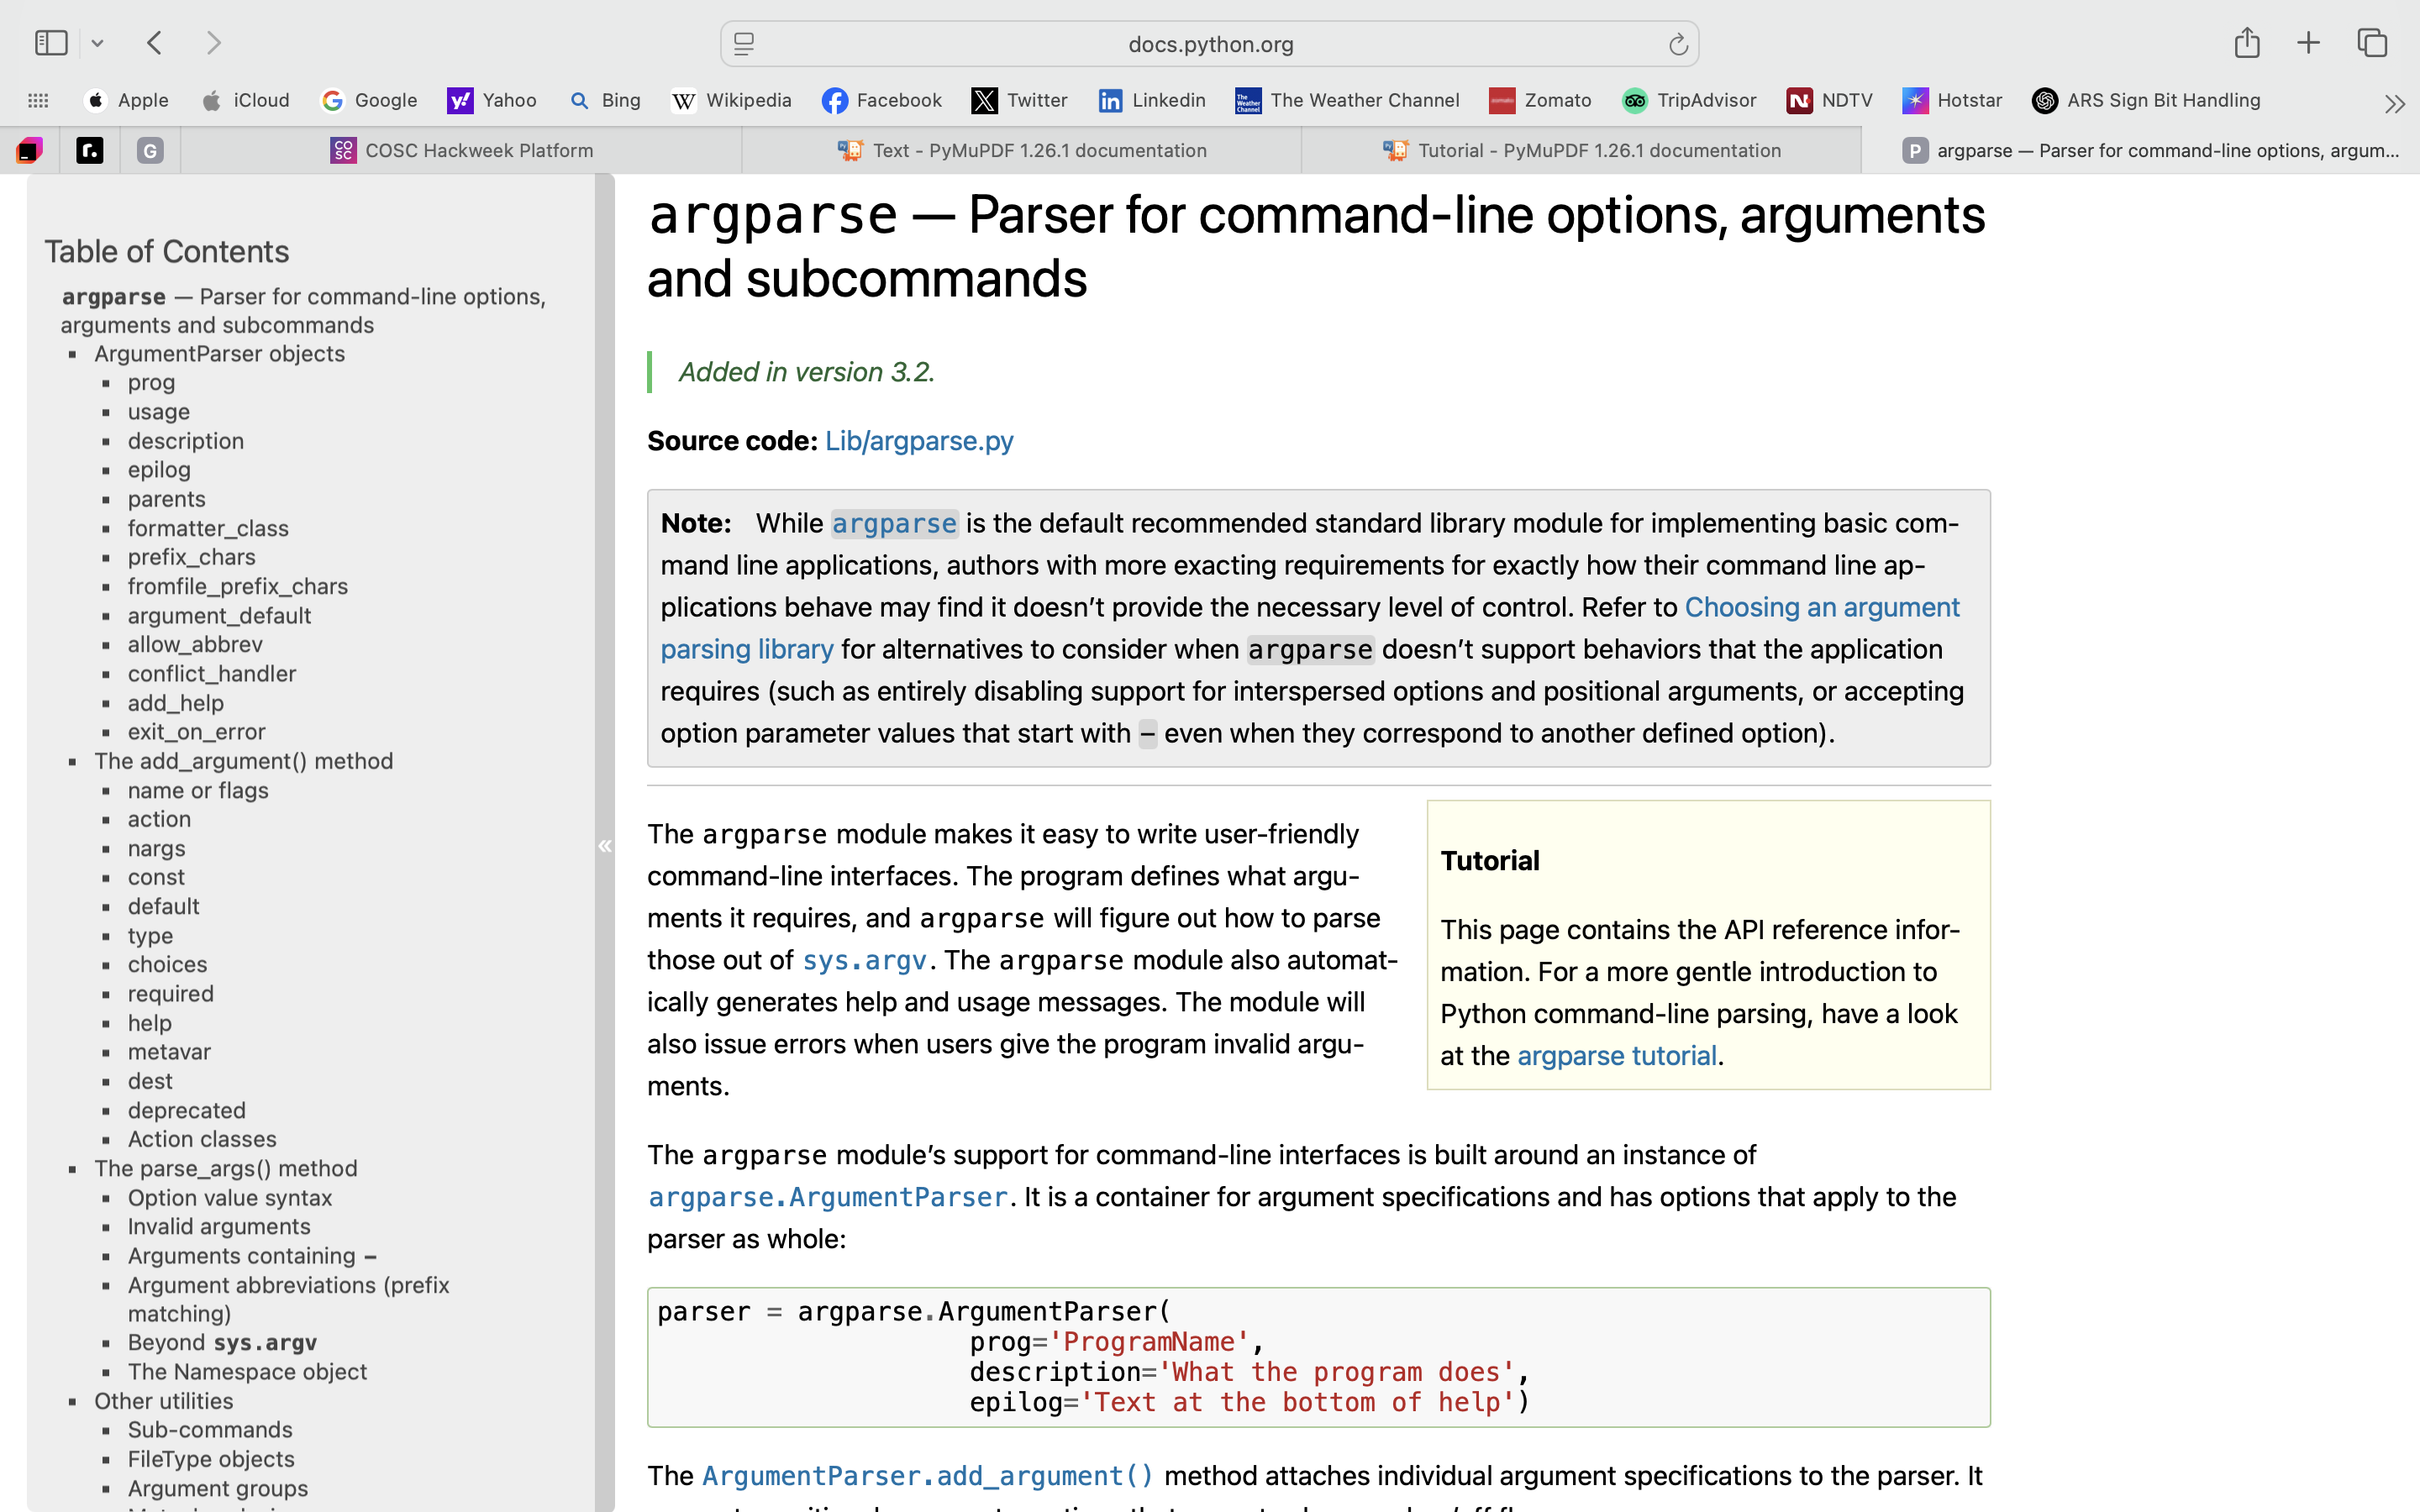 docs.python.org
Apple
iCloud
Google
Yahoo
Bing
Wikipedia
Facebook
Twitter
Linkedin
The Weather Channel
Zomato
TripAdvisor
NDTV
Hotstar
ARS Sign Bit Handling
G
COSC Hackweek Platform
Text - PyMuPDF 1.26.1 documentation
Tutorial - PyMuPDF 1.26.1 documentation
P
argparse — Parser for command-line options, argum...
Table of Contents
argparse — Parser for command-line options,
arguments and subcommands
ArgumentParser objects
prog
usage
description
epilog
parents
formatter_class
prefix_chars
fromfile_prefix_chars
argument_default
allow_abbrev
conflict_handler
add_help
exit_on_error
The add_argument() method
name or flags
action
nargs
const
default
type
choices
required
help
metavar
dest
deprecated
Action classes
The parse_args() method
Option value syntax
Invalid arguments
Arguments containing -
Argument abbreviations (prefix
matching)
Beyond sys.argv
The Namespace object
Other utilities
Sub-commands
FileType objects
Argument groups
argparse — Parser for command-line options, arguments
and subcommands
Added in version 3.2.
Source code: Lib/argparse.py
Note: While argparse is the default recommended standard library module for implementing basic com-
mand line applications, authors with more exacting requirements for exactly how their command line ap-
plications behave may find it doesn’t provide the necessary level of control. Refer to Choosing an argument
parsing library for alternatives to consider when argparse doesn’t support behaviors that the application
requires (such as entirely disabling support for interspersed options and positional arguments, or accepting
option parameter values that start with - even when they correspond to another defined option).
The argparse module makes it easy to write user-friendly
command-line interfaces. The program defines what argu-
ments it requires, and argparse will figure out how to parse
those out of sys.argv. The argparse module also automat-
ically generates help and usage messages. The module will
also issue errors when users give the program invalid argu-
ments.
Tutorial
This page contains the API reference infor-
mation. For a more gentle introduction to
Python command-line parsing, have a look
at the argparse tutorial.
The argparse module’s support for command-line interfaces is built around an instance of
argparse.ArgumentParser. It is a container for argument specifications and has options that apply to the
parser as whole:
parser = argparse.ArgumentParser(
prog='ProgramName',
description='What the program does',
epilog='Text at the bottom of help')
The ArgumentParser.add_argument() method attaches individual argument specifications to the parser. It